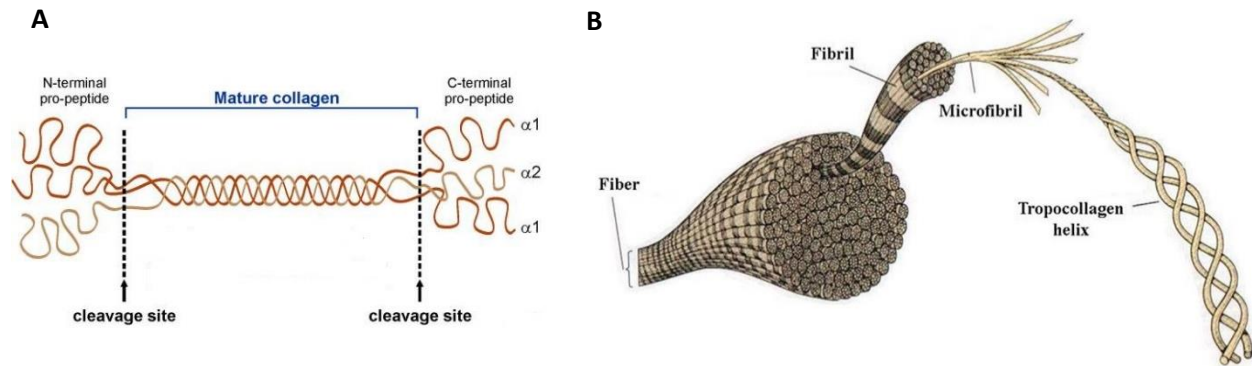 A
N-terminal
pro-peptide
Mature collagen
C-terminal
pro-peptide
α1
α2
α1
cleavage site
cleavage site
B
Fibril
Microfibril
Fiber
Tropocollagen
helix